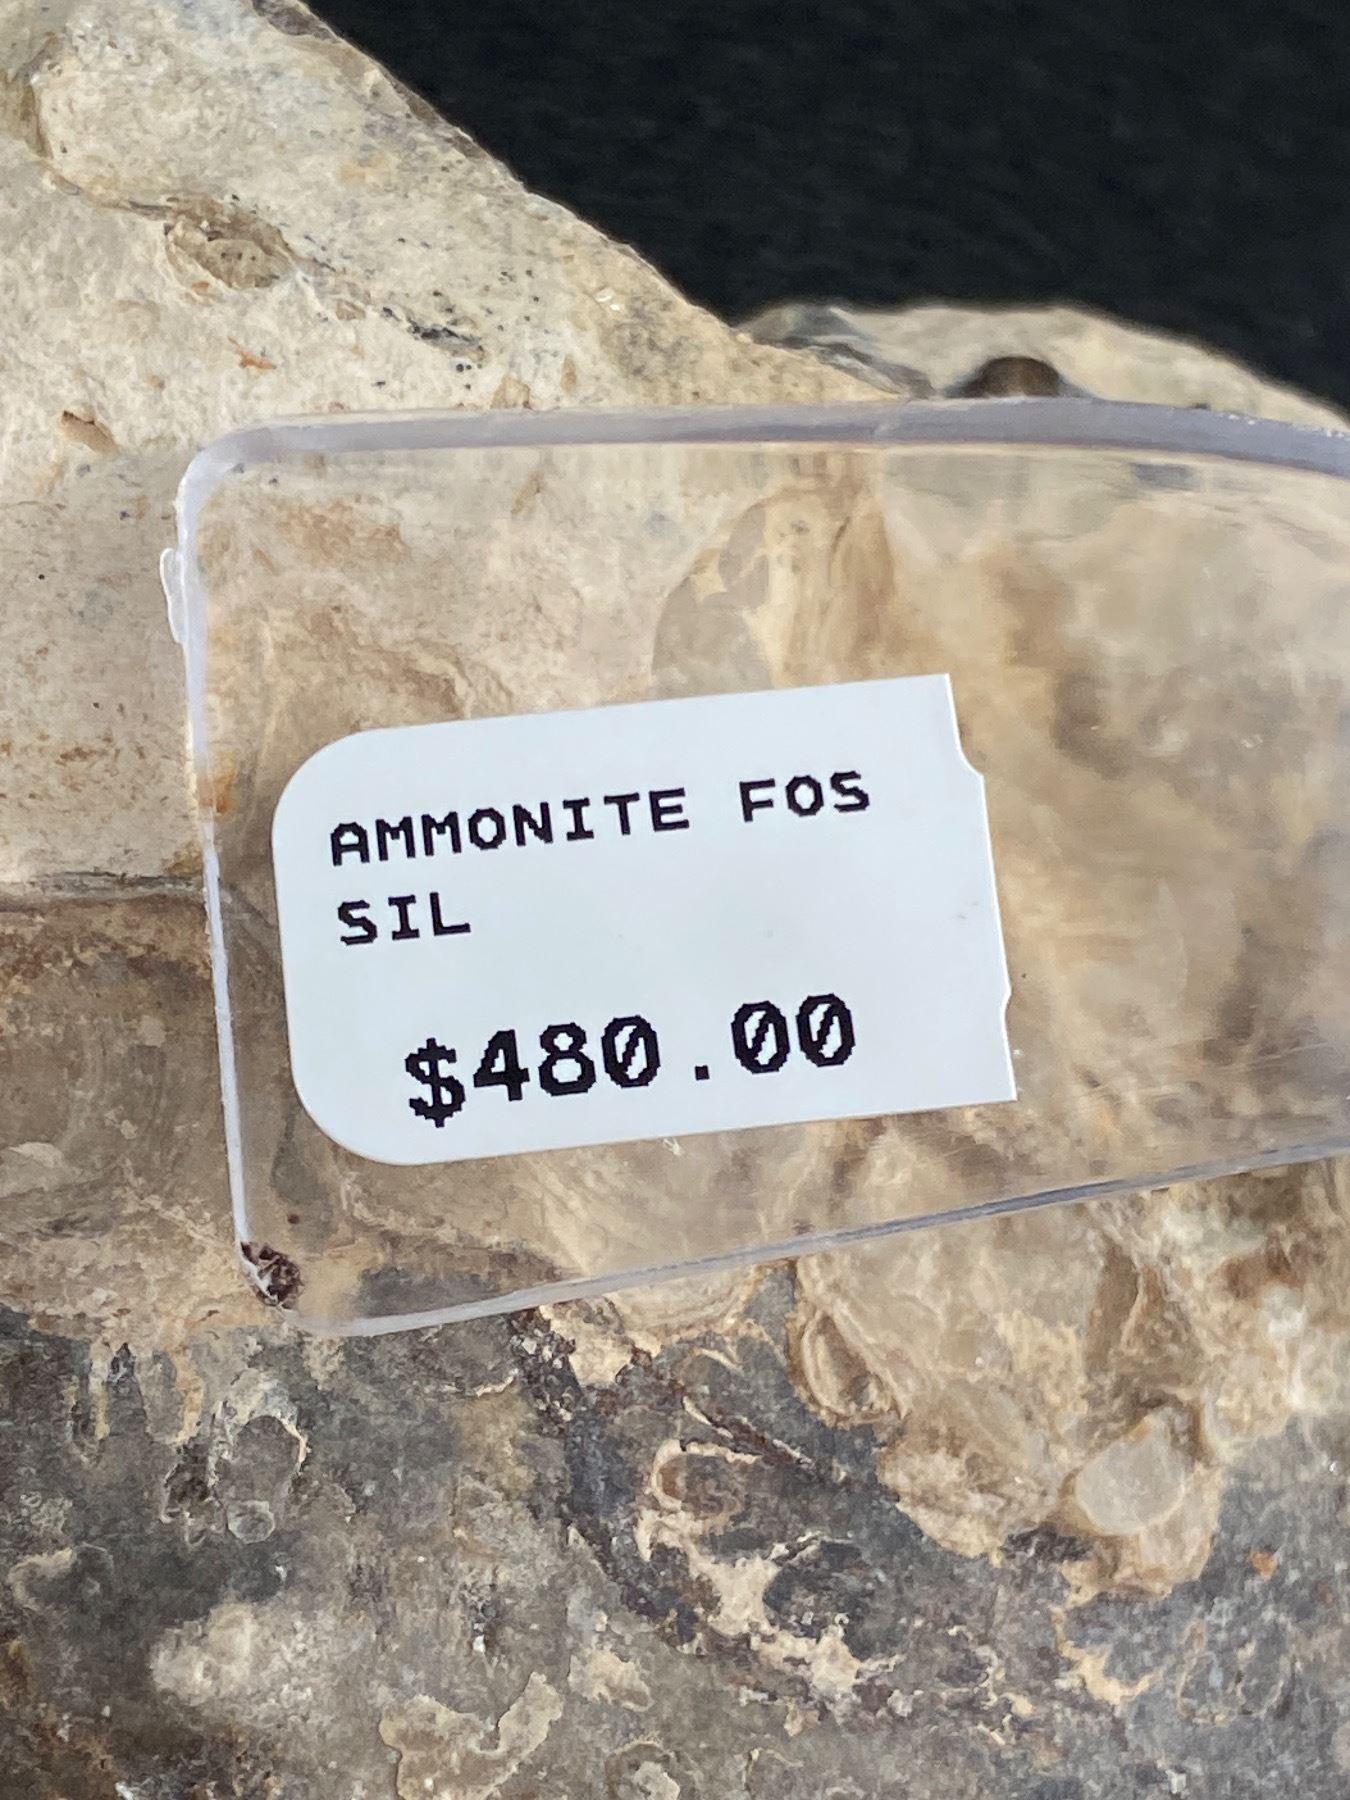 AMMONITE FOS
SIL
$480.00